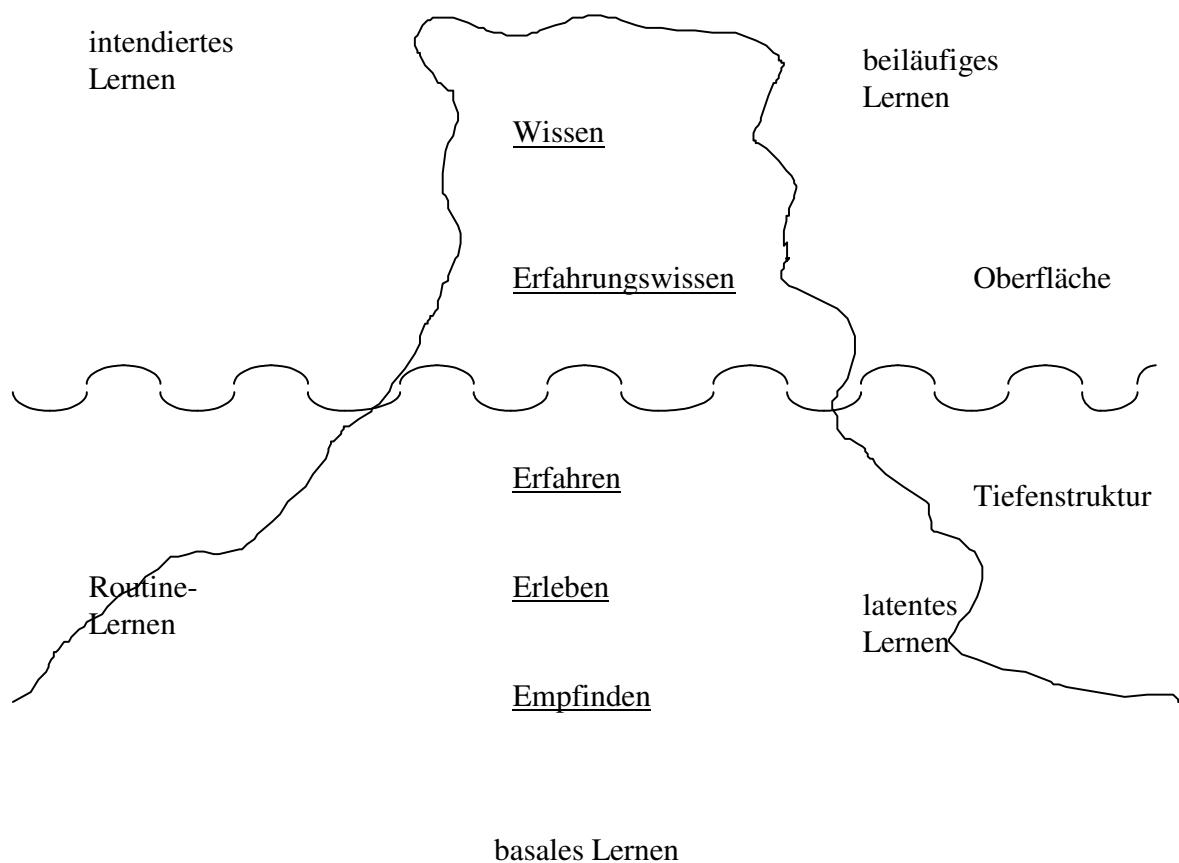 intendiertes
Lernen
beiläufiges
Lernen
Wissen
Erfahrungswissen
Oberfläche
Erfahren
Tiefenstruktur
Routine-
Lernen
Erleben
latentes
Lernen
Empfinden
basales Lernen